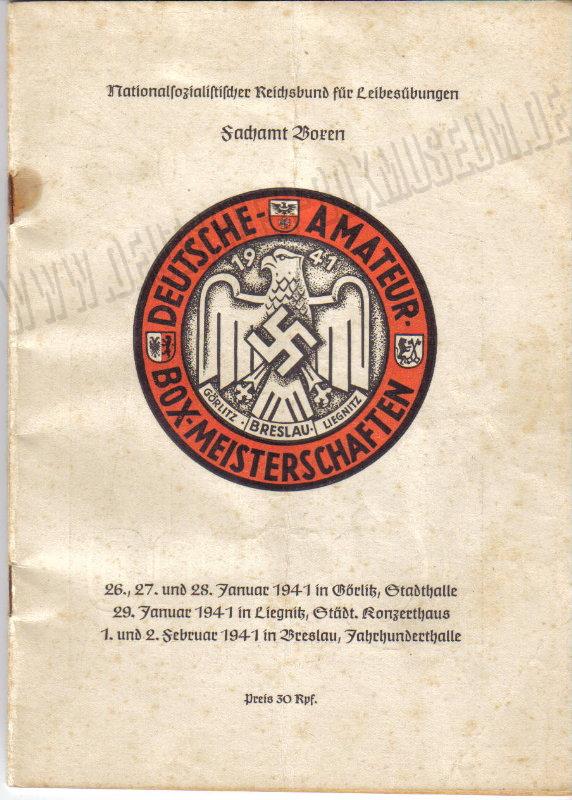 Nationalsozialistischer Reichsbund für Leibesübungen
Fachamt Boxen
DEUTSCHE-AMATEUR-
BOX-MEISTERSCHAFTEN
1941
GÖRLITZ · BRESLAU · LIEGNITZ
26., 27. und 28. Januar 1941 in Görlitz, Stadthalle
29. Januar 1941 in Liegnitz, Städt. Konzerthaus
1. und 2. Februar 1941 in Breslau, Jahrhunderthalle
Preis 30 Rpf.